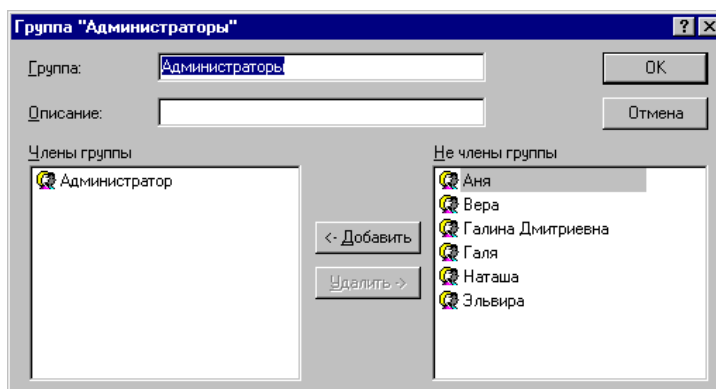 Группа "Администраторы"
Группа:
Администраторы
OK
Описание:
Отмена
Члены группы
Не члены группы
Администратор
<- Добавить
Удалить ->
Аня
Вера
Галина Дмитриевна
Галя
Наташа
Эльвира